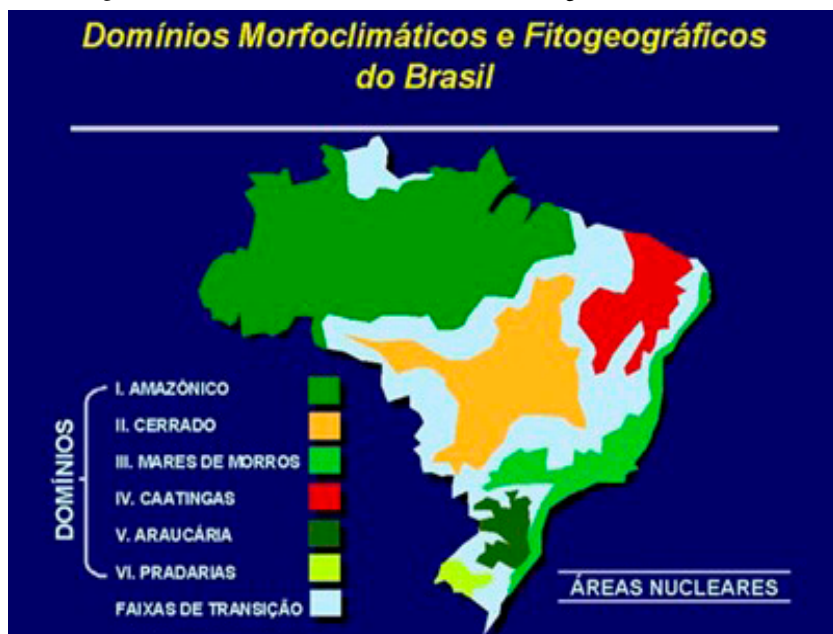 Domínios Morfoclimáticos e Fitogeográficos
do Brasil
DOMÍNIOS
I. AMAZÔNICO
II. CERRADO
III. MARES DE MORROS
IV. CAATINGAS
V. ARAUCÁRIA
VI. PRADARIAS
FAIXAS DE TRANSIÇÃO
ÁREAS NUCLEARES